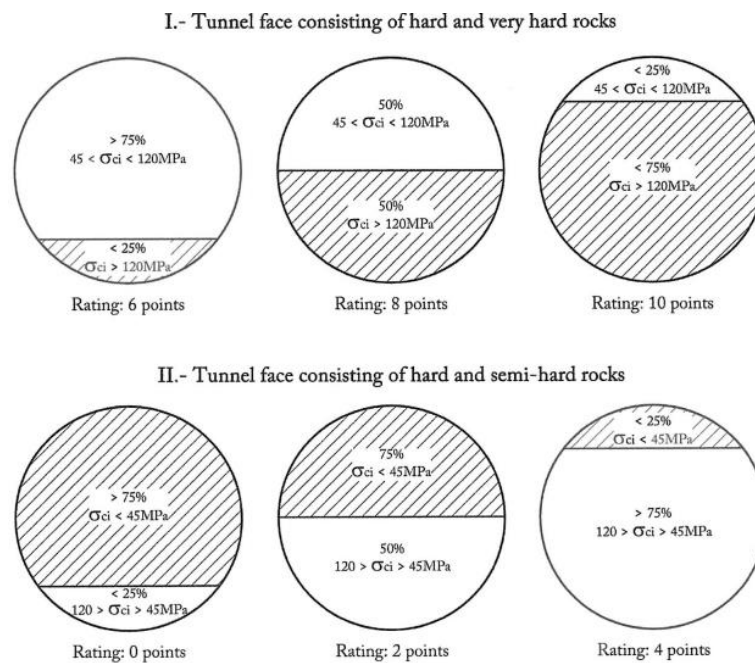 I.- Tunnel face consisting of hard and very hard rocks
> 75%
45 < σci < 120MPa
< 25%
σci > 120MPa
Rating: 6 points
50%
45 < σci < 120MPa
50%
σci > 120MPa
Rating: 8 points
< 25%
45 < σci < 120MPa
< 75%
σci > 120MPa
Rating: 10 points
II.- Tunnel face consisting of hard and semi-hard rocks
> 75%
σci < 45MPa
< 25%
120 > σci > 45MPa
Rating: 0 points
75%
σci < 45MPa
50%
120 > σci > 45MPa
Rating: 2 points
< 25%
σci < 45MPa
> 75%
120 > σci > 45MPa
Rating: 4 points